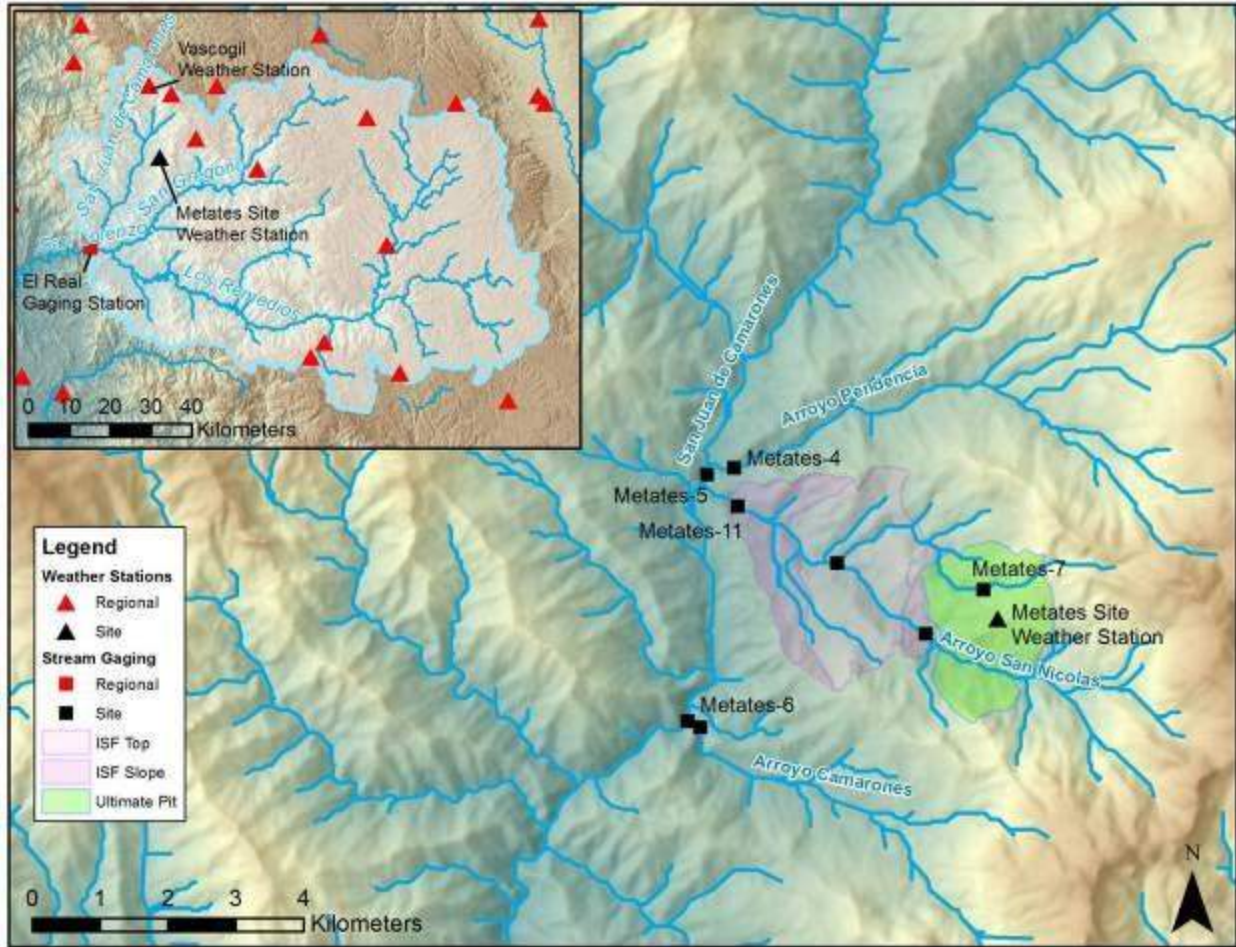 Vascogil
Weather Station
San Juan de Camarones
San Gregorio
Metates Site
Weather Station
Lorenzo
El Real
Gaging Station
Los Remedios
0 10 20 30 40
Kilometers
San Juan de Comarones
Arroyo Peridencia
Metates-4
Metates-5
Metates-11
Metates-7
Metates Site
Weather Station
Arroyo San Nicolas
Metates-6
Arroyo Camarones
Legend
Weather Stations
Regional
Site
Stream Gaging
Regional
Site
ISF Top
ISF Slope
Ultimate Pit
0 1 2 3 4
Kilometers
N